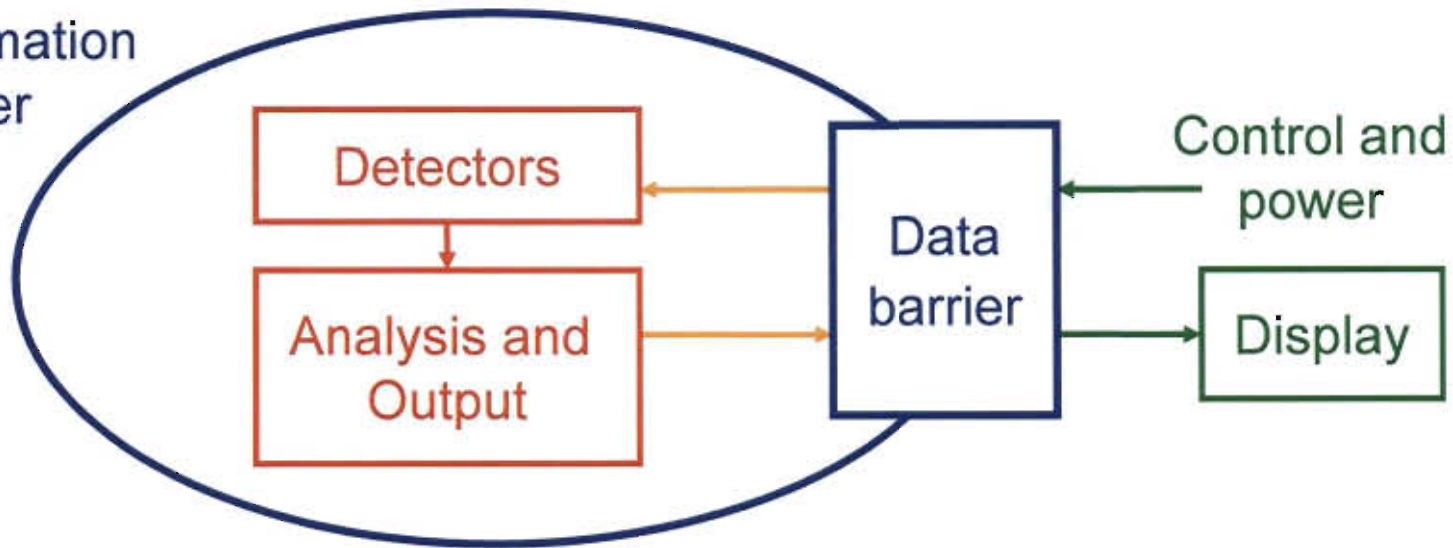 mation
er
Detectors
Control and
power
Data
barrier
Analysis and
Output
Display